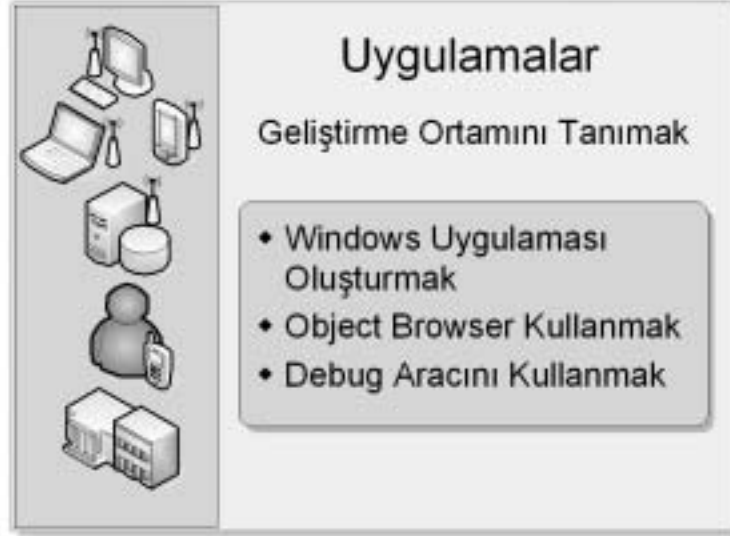 Uygulamalar
Geliştirme Ortamını Tanımak
◆ Windows Uygulaması
Oluşturmak
◆ Object Browser Kullanmak
◆ Debug Aracını Kullanmak